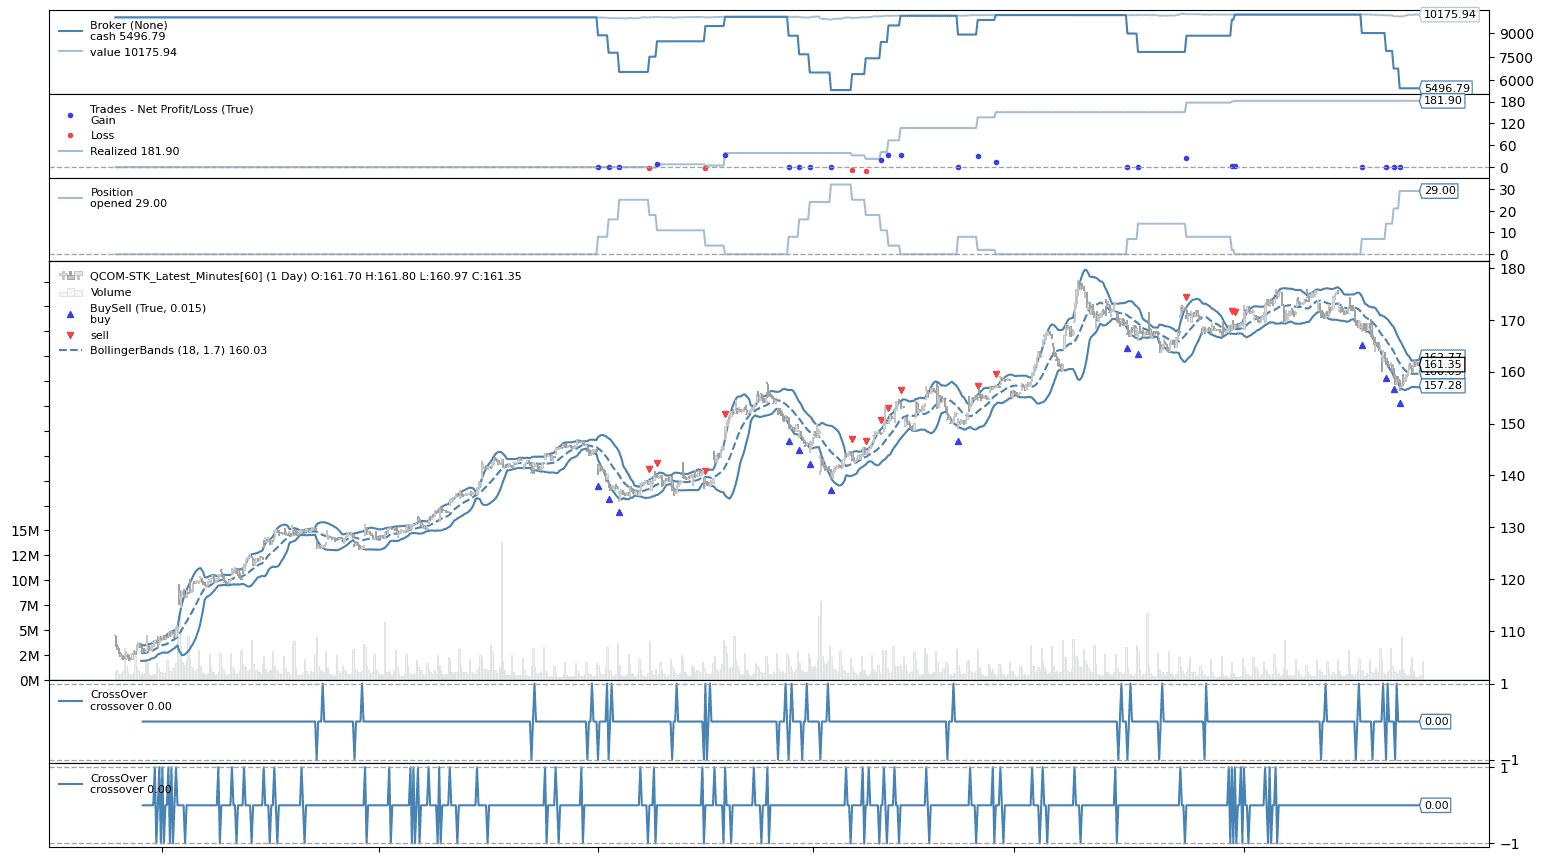 Broker (None)
cash 5496.79
value 10175.94
10175.94
9000
7500
6000
5496.79
Trades - Net Profit/Loss (True)
Gain
Loss
Realized 181.90
181.90
180
120
60
0
Position
opened 29.00
30
29.00
20
10
0
QCOM-STK_Latest_Minutes[60] (1 Day) O:161.70 H:161.80 L:160.97 C:161.35
Volume
BuySell (True, 0.015)
buy
sell
BollingerBands (18, 1.7) 160.03
180
170
161.35
160
157.28
150
140
130
120
110
15M
12M
10M
7M
5M
2M
0M
CrossOver
crossover 0.00
1
0.00
−1
CrossOver
crossover 0.00
1
0.00
−1